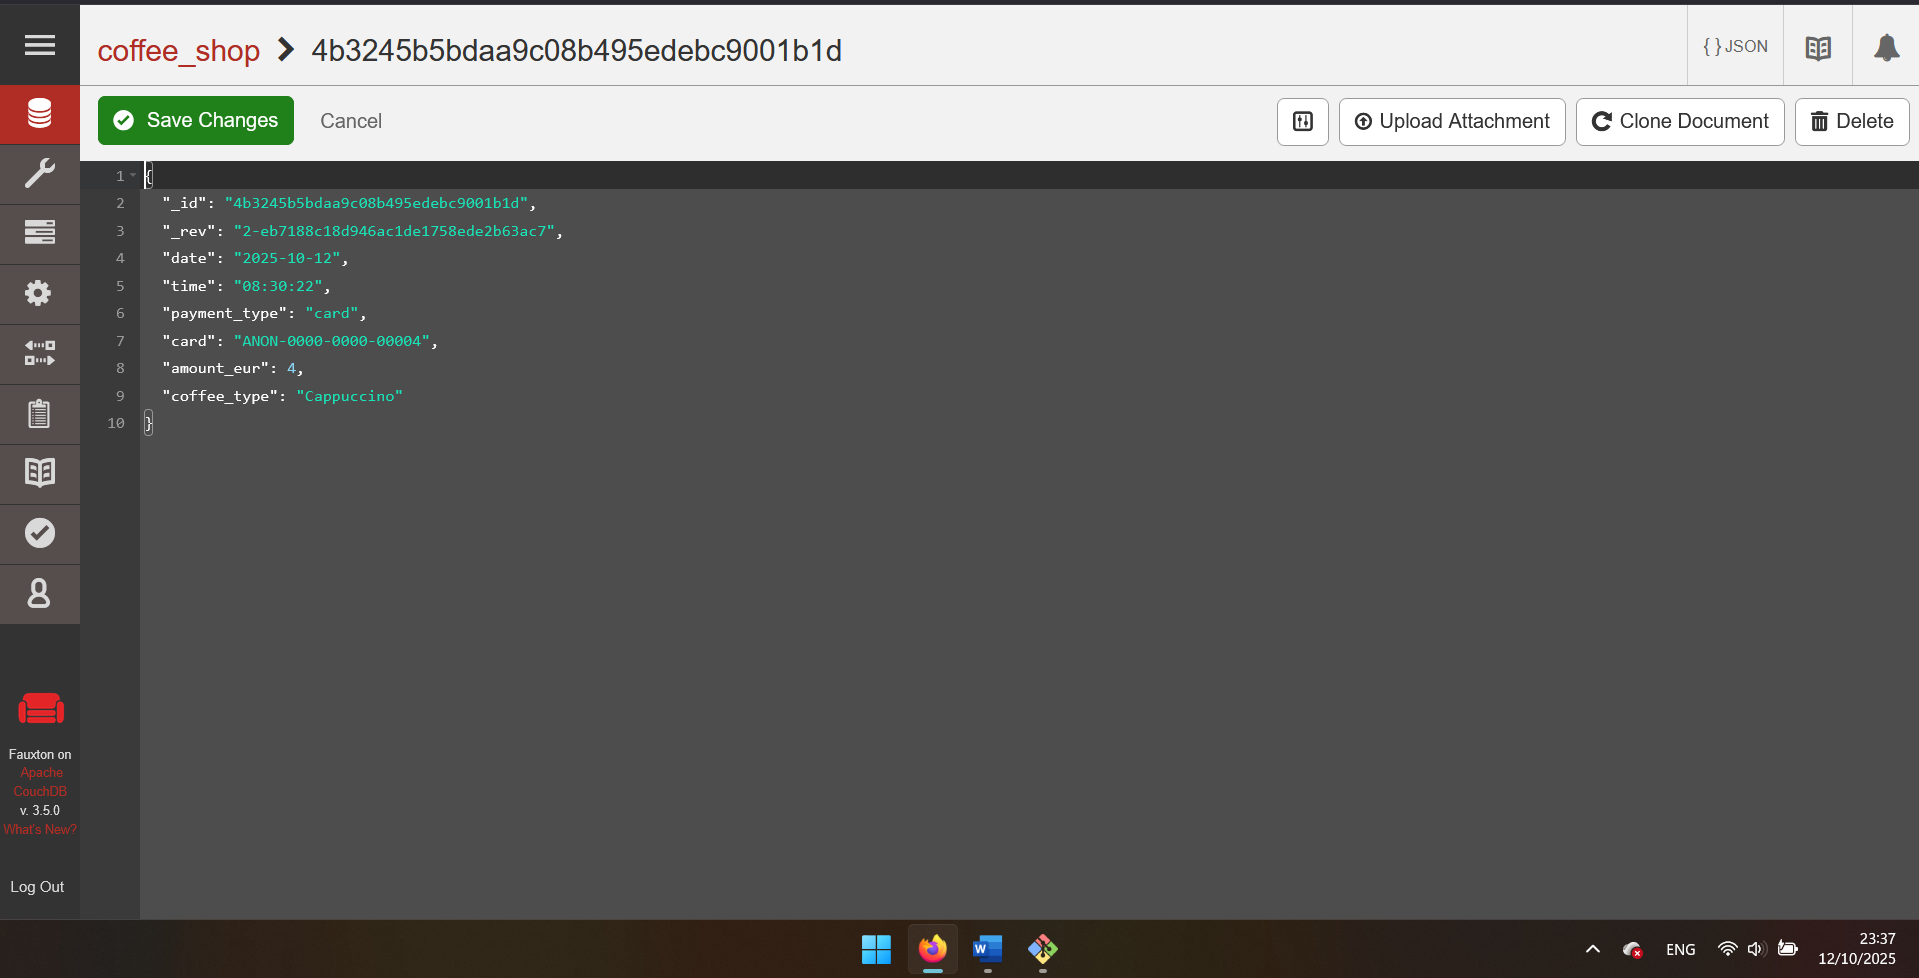 coffee_shop > 4b3245b5bdaa9c08b495edebc9001b1d
{ } JSON
Save Changes
Cancel
Upload Attachment
Clone Document
Delete
1 {
2 "_id": "4b3245b5bdaa9c08b495edebc9001b1d",
3 "_rev": "2-eb7188c18d946ac1de1758ede2b63ac7",
4 "date": "2025-10-12",
5 "time": "08:30:22",
6 "payment_type": "card",
7 "card": "ANON-0000-0000-00004",
8 "amount_eur": 4,
9 "coffee_type": "Cappuccino"
10 }
Fauxton on
Apache
CouchDB
v. 3.5.0
What's New?
Log Out
W
ENG
23:37
12/10/2025